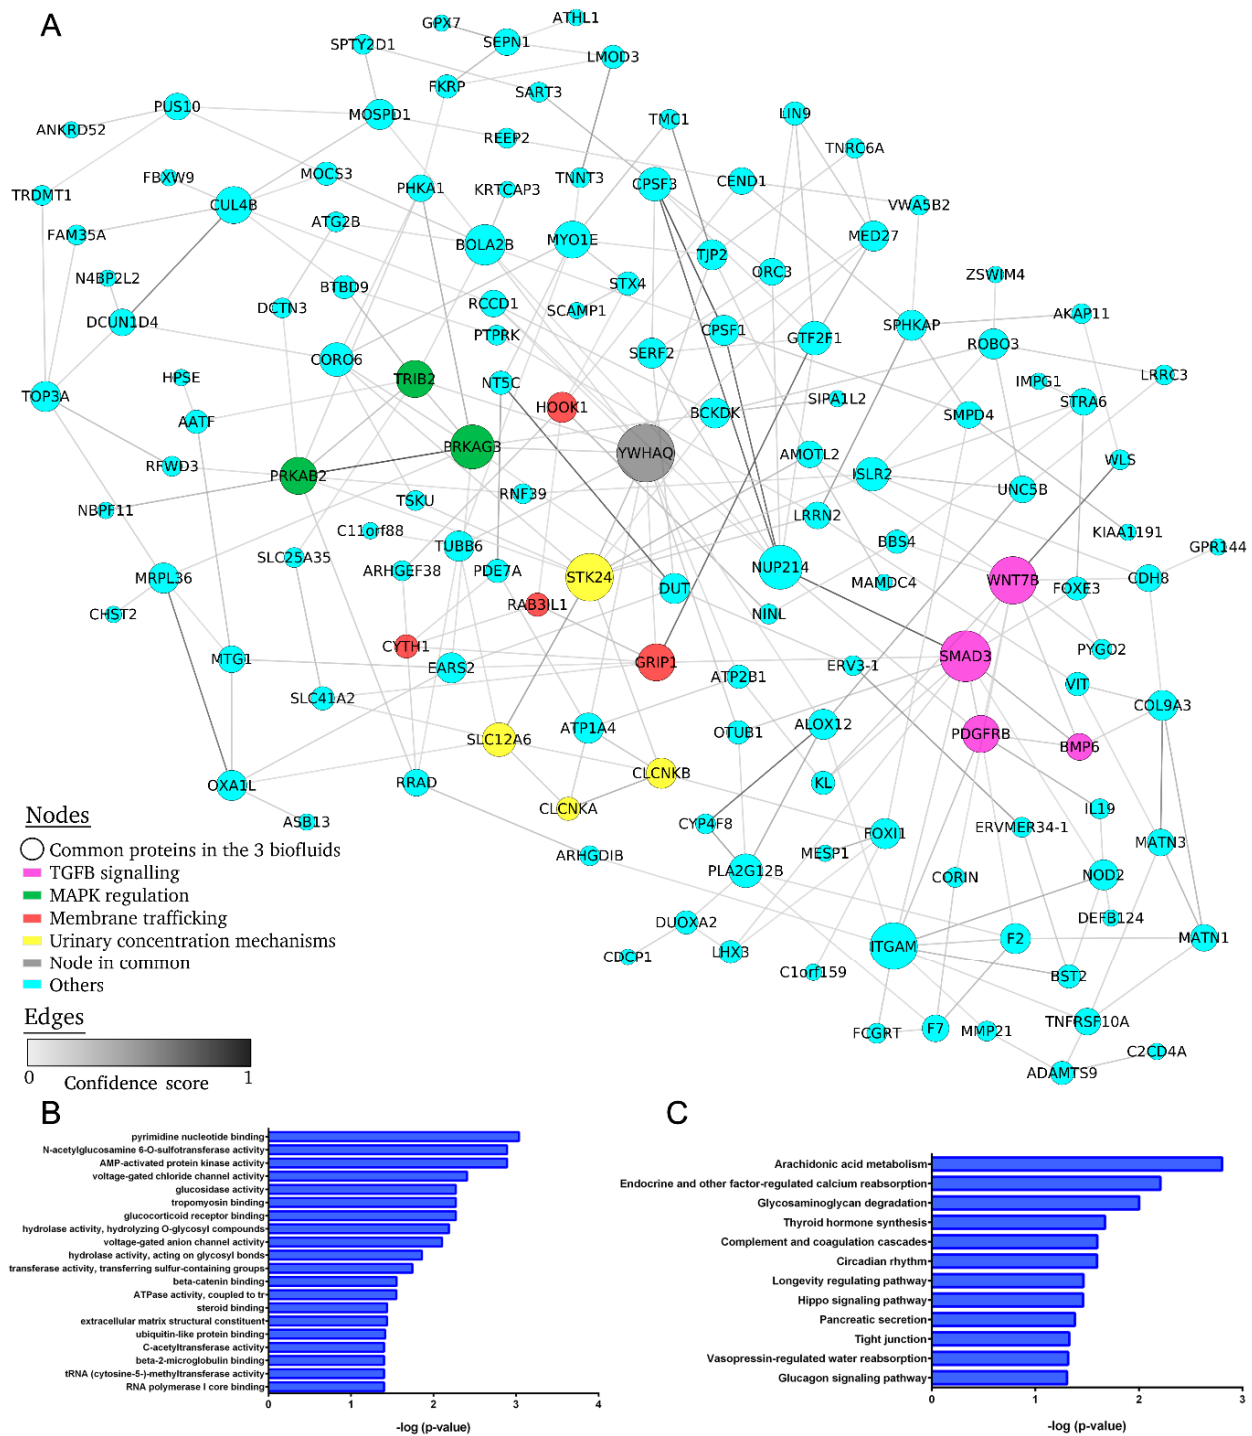 A
GPX7
ATHL1
SPTY2D1
SEPN1
LMOD3
FKRP
SART3
PUS10
MOSPD1
TMC1
LIN9
ANKRD52
REEP2
TNRC6A
FBXW9
MOCS3
PHKA1
KRTCAP3
TNNT3
CPSF3
CEND1
TRDMT1
CUL4B
VWA5B2
FAM35A
ATG2B
BOLA2B
MYO1E
TJP2
MED27
N4BP2L2
BTBD9
STX4
ORC3
ZSWIM4
DCUN1D4
DCTN3
RCCD1
SCAMP1
PTPRK
CPSF1
GTF2F1
SPHKAP
AKAP11
CORO6
SERF2
ROBO3
HPSE
TRIB2
NT5C
IMPG1
LRRC3
TOP3A
AATF
HOOK1
BCKDK
SIPA1L2
SMPD4
STRA6
PRKAG3
YWHAQ
AMOTL2
WLS
RFWD3
PRKAB2
ISLR2
UNC5B
NBPF11
TSKU
RNF39
LRRN2
C11orf88
TUBB6
BBS4
KIAA1191
GPR144
SLC25A35
ARHGEF38
PDE7A
STK24
NUP214
MAMDC4
WNT7B
FOXE3
CDH8
MRPL36
DUT
CHST2
RAB3IL1
NINL
MTG1
CYTH1
EARS2
GRIP1
ERV3-1
SMAD3
PYGO2
ATP2B1
VIT
SLC41A2
COL9A3
SLC12A6
ATP1A4
OTUB1
ALOX12
PDGFRB
BMP6
OXA1L
RRAD
CLCNKB
KL
CLCNKA
IL19
ASB13
CYP4F8
FOXI1
ERVMER34-1
MATN3
ARHGDIB
MESP1
PLA2G12B
CORIN
NOD2
DUOXA2
DEFB124
CDCP1
LHX3
ITGAM
F2
MATN1
C1orf159
BST2
FCGRT
F7
MMP21
TNFRSF10A
ADAMTS9
C2CD4A
Nodes
Common proteins in the 3 biofluids
TGFB signalling
MAPK regulation
Membrane trafficking
Urinary concentration mechanisms
Node in common
Others
Edges
0
1
Confidence score
B
pyrimidine nucleotide binding
N-acetylglucosamine 6-O-sulfotransferase activity
AMP-activated protein kinase activity
voltage-gated chloride channel activity
glucosidase activity
tropomyosin binding
glucocorticoid receptor binding
hydrolase activity, hydrolyzing O-glycosyl compounds
voltage-gated anion channel activity
hydrolase activity, acting on glycosyl bonds
transferase activity, transferring sulfur-containing groups
beta-catenin binding
ATPase activity, coupled to tr
steroid binding
extracellular matrix structural constituent
ubiquitin-like protein binding
C-acetyltransferase activity
beta-2-microglobulin binding
tRNA (cytosine-5-)-methyltransferase activity
RNA polymerase I core binding
0 1 2 3 4
-log (p-value)
C
Arachidonic acid metabolism
Endocrine and other factor-regulated calcium reabsorption
Glycosaminoglycan degradation
Thyroid hormone synthesis
Complement and coagulation cascades
Circadian rhythm
Longevity regulating pathway
Hippo signaling pathway
Pancreatic secretion
Tight junction
Vasopressin-regulated water reabsorption
Glucagon signaling pathway
0 1 2 3
-log (p-value)